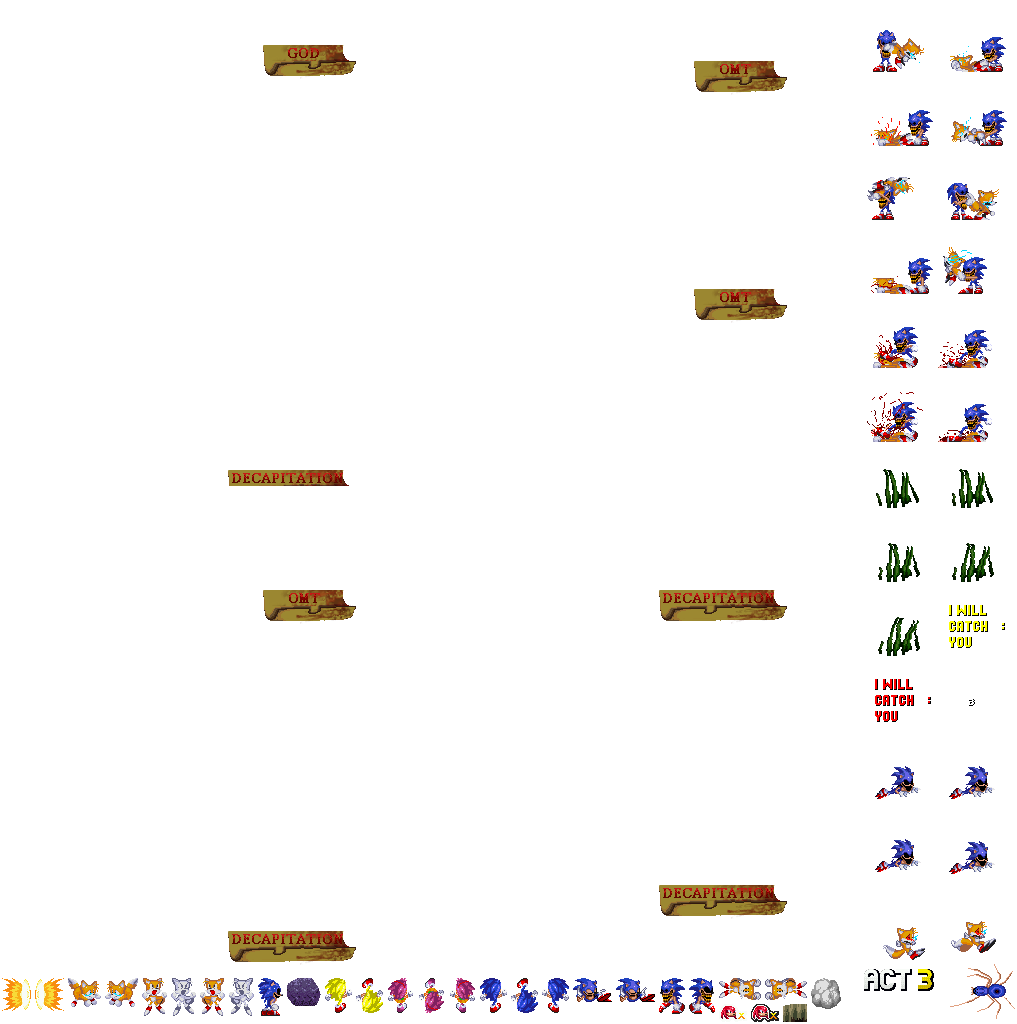 GOD
OMT
OMT
DECAPITATION
OMT
DECAPITATION
I WILL
CATCH :
YOU
I WILL
CATCH :
YOU
DECAPITATION
DECAPITATION
ACT 3